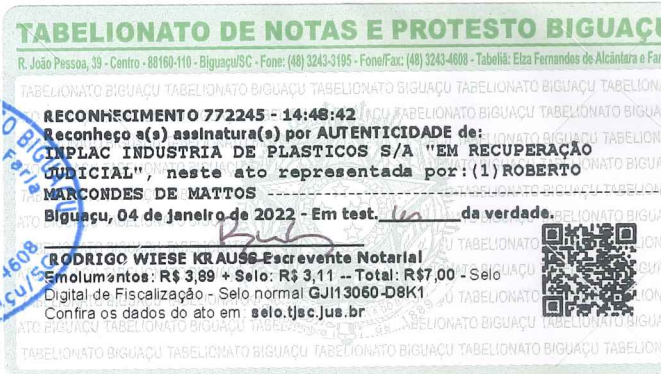 TABELIONATO DE NOTAS E PROTESTO BIGUAÇU
R. João Pessoa, 39 - Centro - 88160-110 - Biguaçu/SC - Fone: (48) 3243-3195 - Fone/Fax: (48) 3243-4608 - Tabeliã: Elza Fernandes de Alcântara e Far
RECONHECIMENTO 772245 - 14:48:42
Reconheço a(s) assinatura(s) por AUTENTICIDADE de:
INPLAC INDUSTRIA DE PLASTICOS S/A "EM RECUPERAÇÃO
JUDICIAL", neste ato representada por:(1)ROBERTO
MARCONDES DE MATTOS
Biguaçu, 04 de janeiro de 2022 - Em test. da verdade.
RODRIGO WIESE KRAUSS-Escrevente Notarial
Emolumentos: R$ 3,89 + Selo: R$ 3,11 -- Total: R$7,00 - Selo
Digital de Fiscalização - Selo normal GJI13060-D8K1
Confira os dados do ato em: selo.tjsc.jus.br